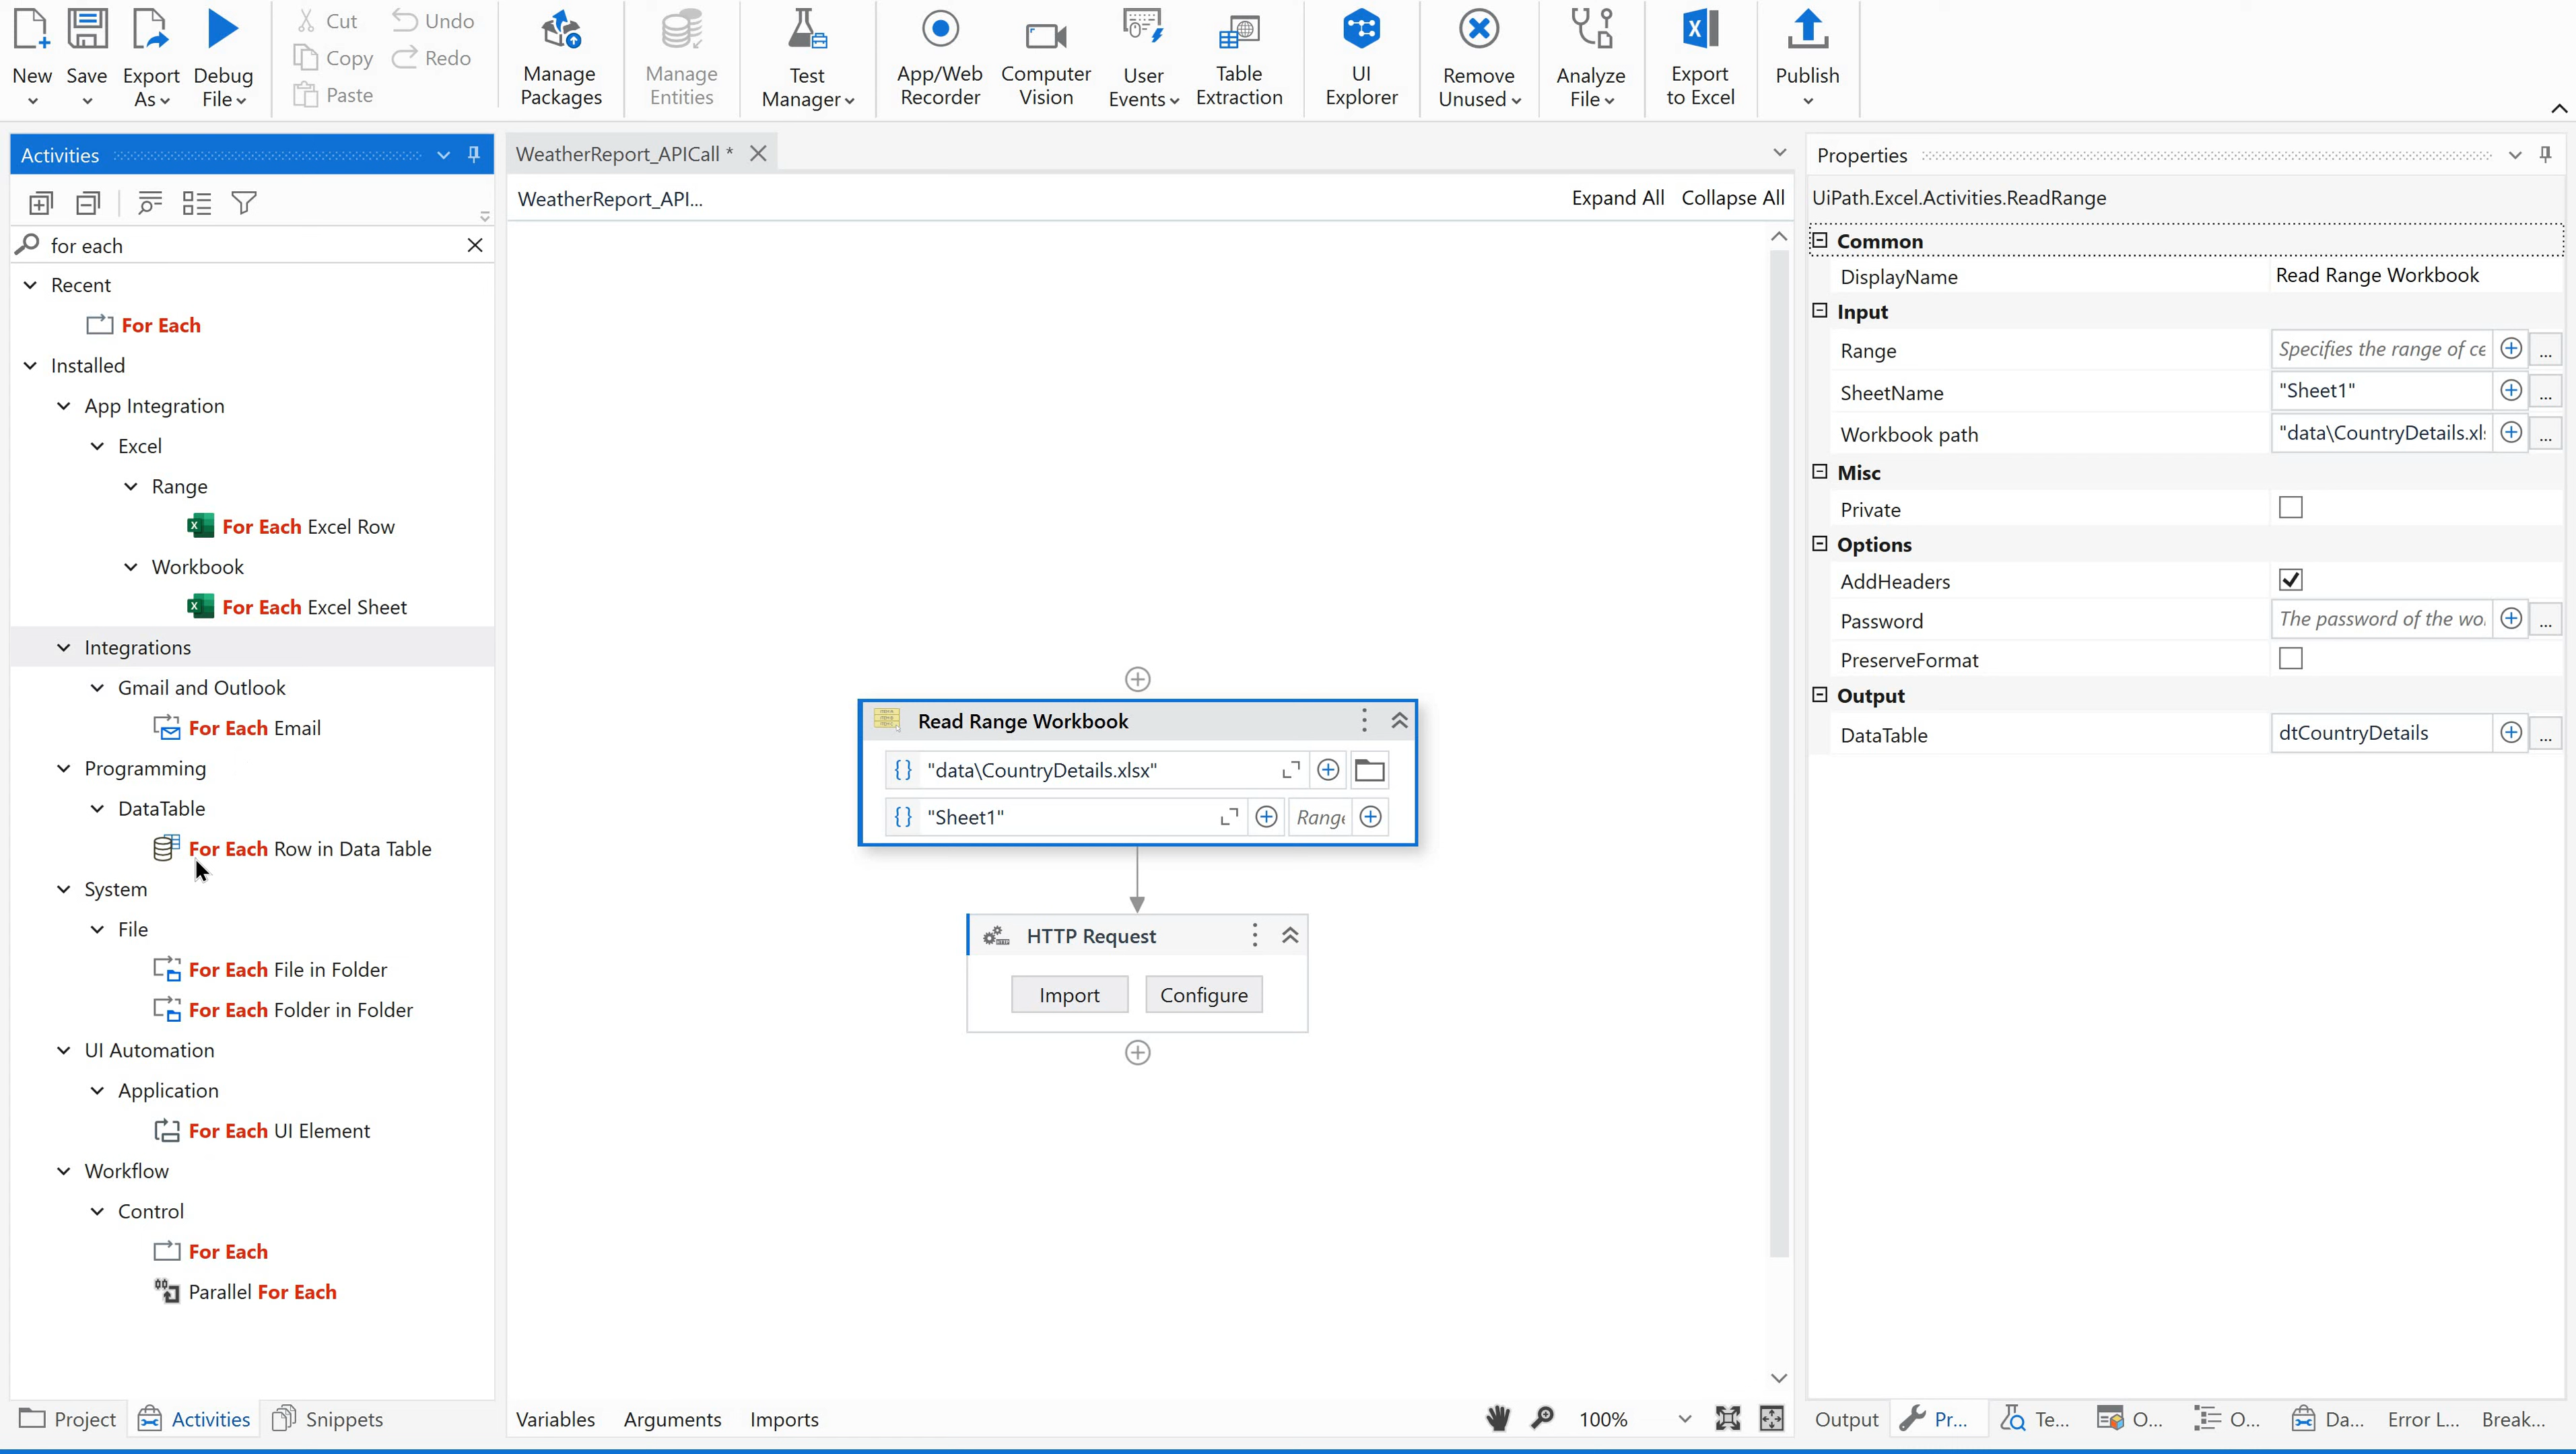 New Save Export As Debug File
Cut Undo
Copy Redo
Paste
Manage Packages
Manage Entities
Test Manager
App/Web Recorder
Computer Vision
User Events
Table Extraction
UI Explorer
Remove Unused
Analyze File
Export to Excel
Publish
Activities
for each
Recent
For Each
Installed
App Integration
Excel
Range
For Each Excel Row
Workbook
For Each Excel Sheet
Integrations
Gmail and Outlook
For Each Email
Programming
DataTable
For Each Row in Data Table
System
File
For Each File in Folder
For Each Folder in Folder
UI Automation
Application
For Each UI Element
Workflow
Control
For Each
Parallel For Each
Project Activities Snippets
WeatherReport_APICall *
WeatherReport_API... Expand All Collapse All
Read Range Workbook
{} "data\CountryDetails.xlsx"
{} "Sheet1" Range
HTTP Request
Import Configure
Variables Arguments Imports 100%
Properties
UiPath.Excel.Activities.ReadRange
Common
DisplayName Read Range Workbook
Input
Range Specifies the range of ce
SheetName "Sheet1" ...
Workbook path "data\CountryDetails.xls ...
Misc
Private
Options
AddHeaders
Password The password of the wo ...
PreserveFormat
Output
DataTable dtCountryDetails ...
Output Pr... Te... O... O... Da... Error L... Break...